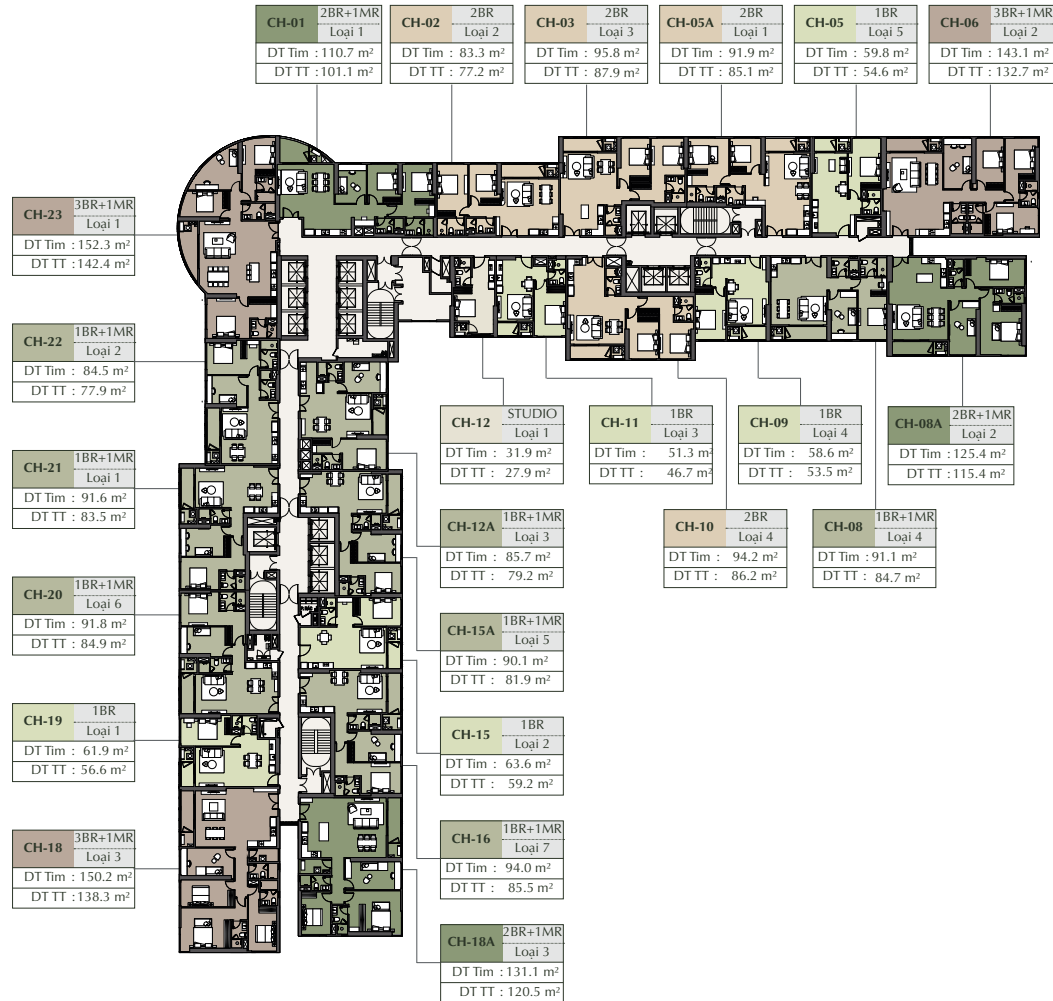 CH-01 2BR+1MR
Loại 1
DT Tim : 110.7 m²
DT TT : 101.1 m²
CH-02 2BR
Loại 2
DT Tim : 83.3 m²
DT TT : 77.2 m²
CH-03 2BR
Loại 3
DT Tim : 95.8 m²
DT TT : 87.9 m²
CH-05A 2BR
Loại 1
DT Tim : 91.9 m²
DT TT : 85.1 m²
CH-05 1BR
Loại 5
DT Tim : 59.8 m²
DT TT : 54.6 m²
CH-06 3BR+1MR
Loại 2
DT Tim : 143.1 m²
DT TT : 132.7 m²
CH-23 3BR+1MR
Loại 1
DT Tim : 152.3 m²
DT TT : 142.4 m²
CH-22 1BR+1MR
Loại 2
DT Tim : 84.5 m²
DT TT : 77.9 m²
CH-21 1BR+1MR
Loại 1
DT Tim : 91.6 m²
DT TT : 83.5 m²
CH-20 1BR+1MR
Loại 6
DT Tim : 91.8 m²
DT TT : 84.9 m²
CH-19 1BR
Loại 1
DT Tim : 61.9 m²
DT TT : 56.6 m²
CH-18 3BR+1MR
Loại 3
DT Tim : 150.2 m²
DT TT : 138.3 m²
CH-12 STUDIO
Loại 1
DT Tim : 31.9 m²
DT TT : 27.9 m²
CH-11 1BR
Loại 3
DT Tim : 51.3 m²
DT TT : 46.7 m²
CH-09 1BR
Loại 4
DT Tim : 58.6 m²
DT TT : 53.5 m²
CH-08A 2BR+1MR
Loại 2
DT Tim : 125.4 m²
DT TT : 115.4 m²
CH-12A 1BR+1MR
Loại 3
DT Tim : 85.7 m²
DT TT : 79.2 m²
CH-10 2BR
Loại 4
DT Tim : 94.2 m²
DT TT : 86.2 m²
CH-08 1BR+1MR
Loại 4
DT Tim : 91.1 m²
DT TT : 84.7 m²
CH-15A 1BR+1MR
Loại 5
DT Tim : 90.1 m²
DT TT : 81.9 m²
CH-15 1BR
Loại 2
DT Tim : 63.6 m²
DT TT : 59.2 m²
CH-16 1BR+1MR
Loại 7
DT Tim : 94.0 m²
DT TT : 85.5 m²
CH-18A 2BR+1MR
Loại 3
DT Tim : 131.1 m²
DT TT : 120.5 m²